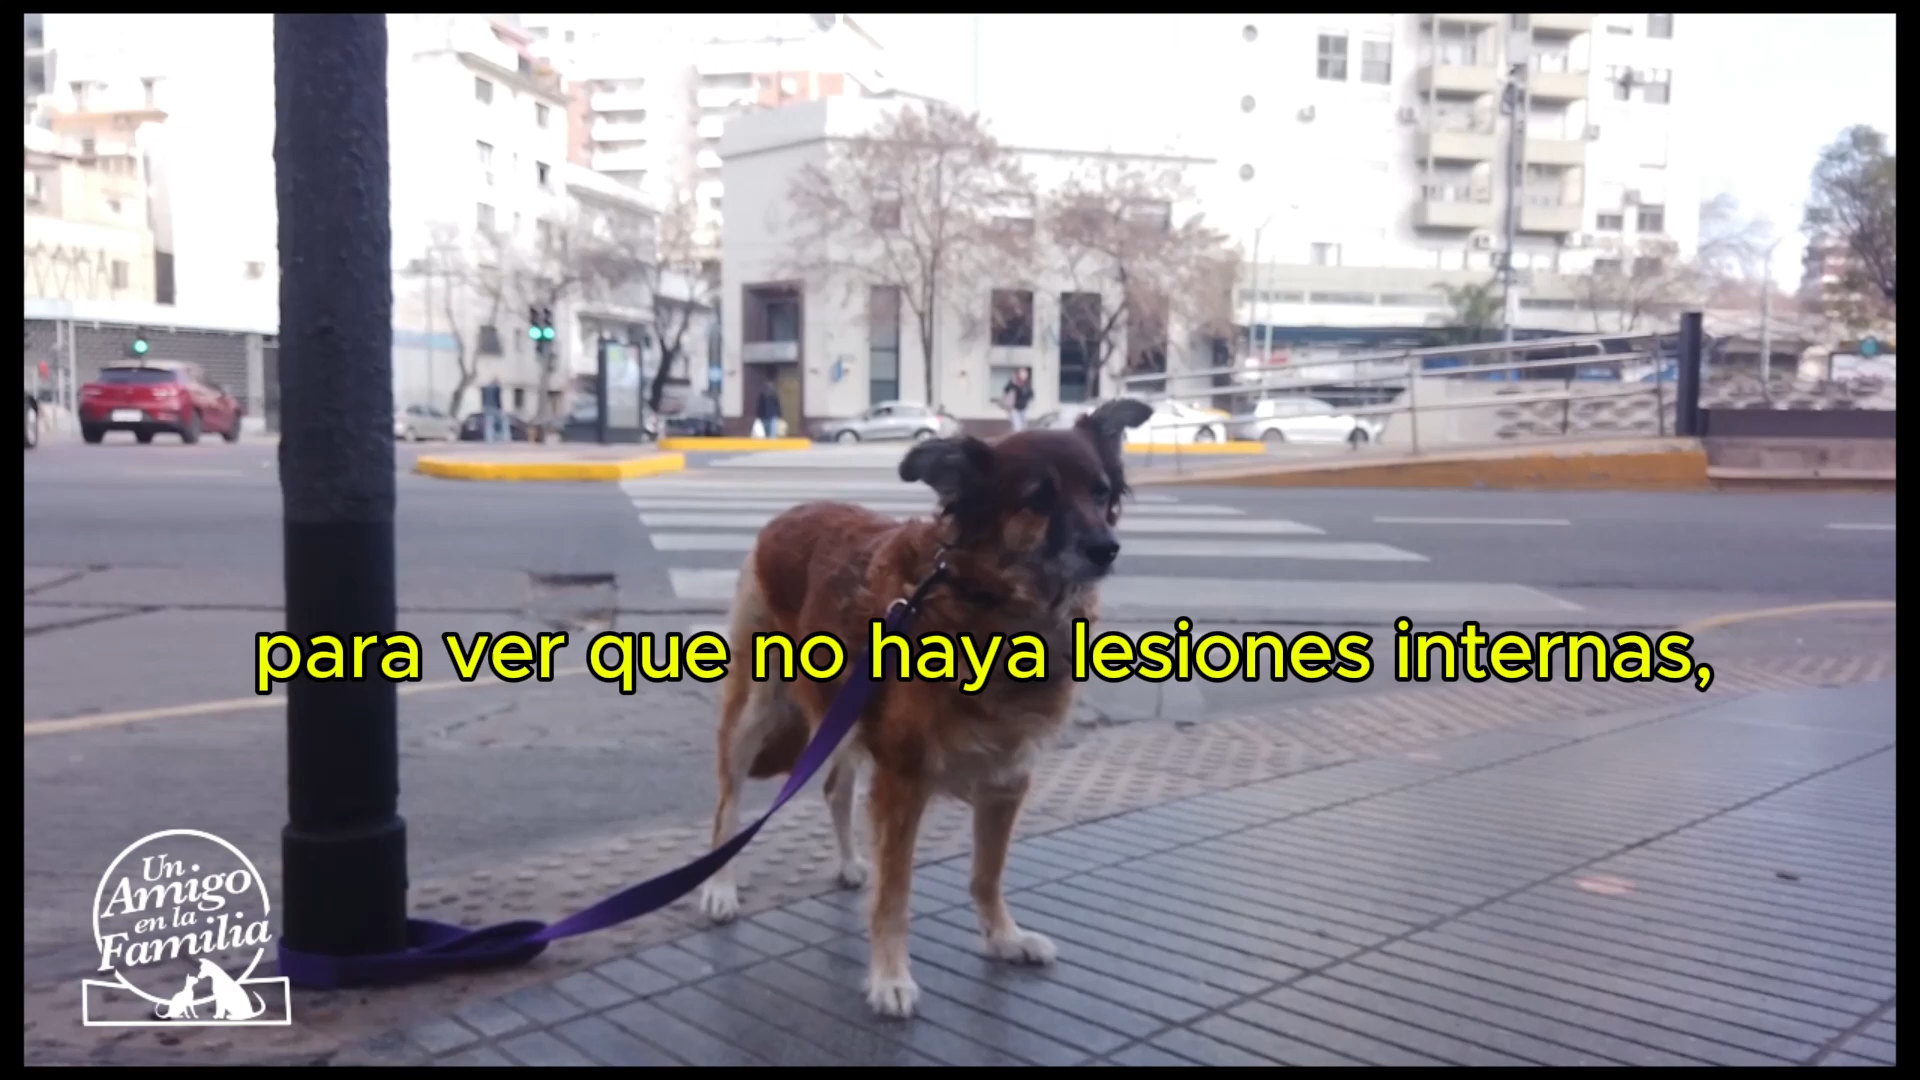 para ver que no haya lesiones internas,
Un
Amigo
en la
Familia